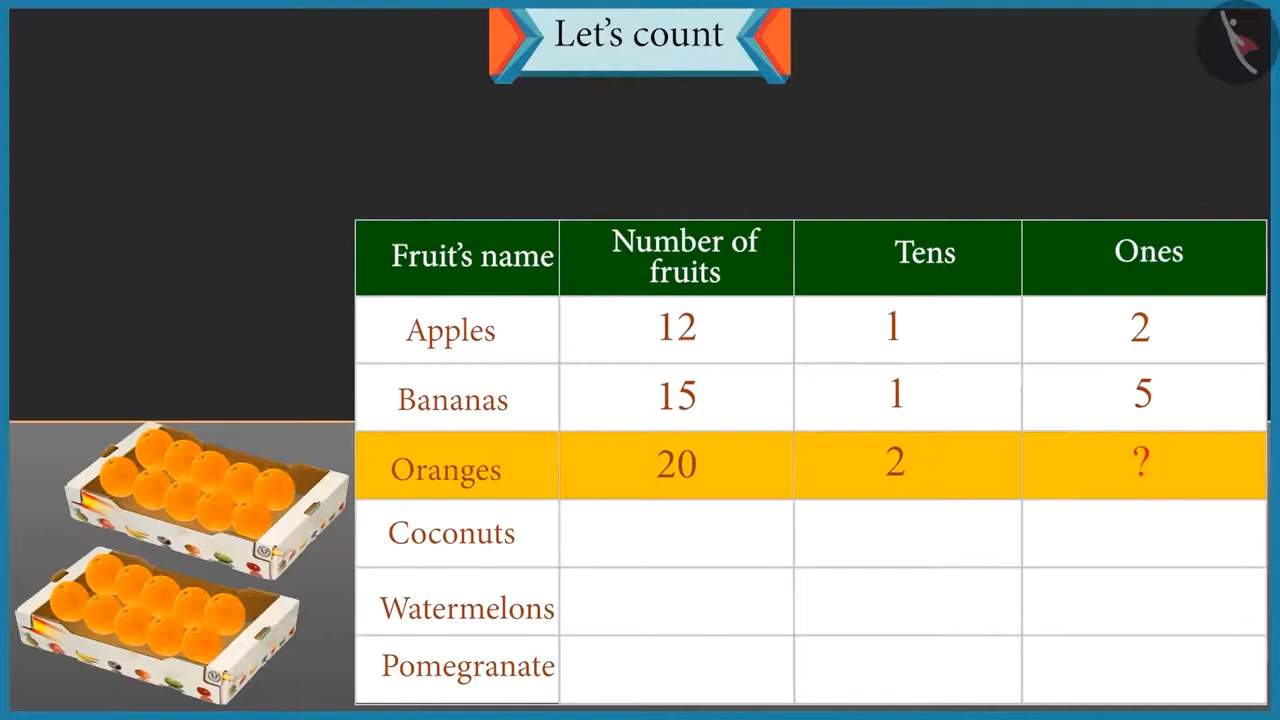 Let's count
Fruit's name Number of fruits Tens Ones
Apples 12 1 2
Bananas 15 1 5
Oranges 20 2 ?
Coconuts
Watermelons
Pomegranate